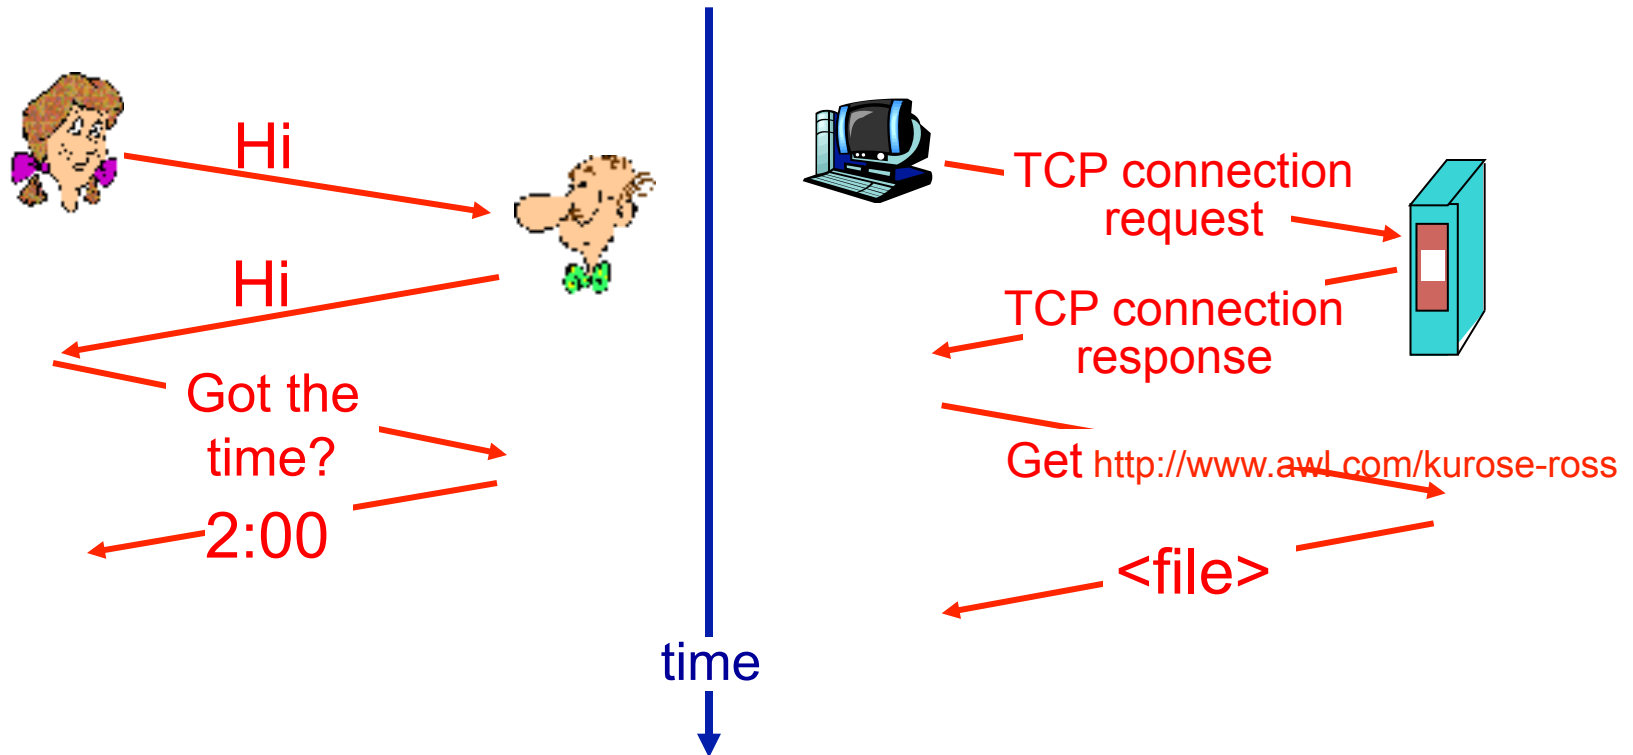 Hi
Hi
Got the
time?
2:00
TCP connection
request
TCP connection
response
Get http://www.awl.com/kurose-ross
<file>
time